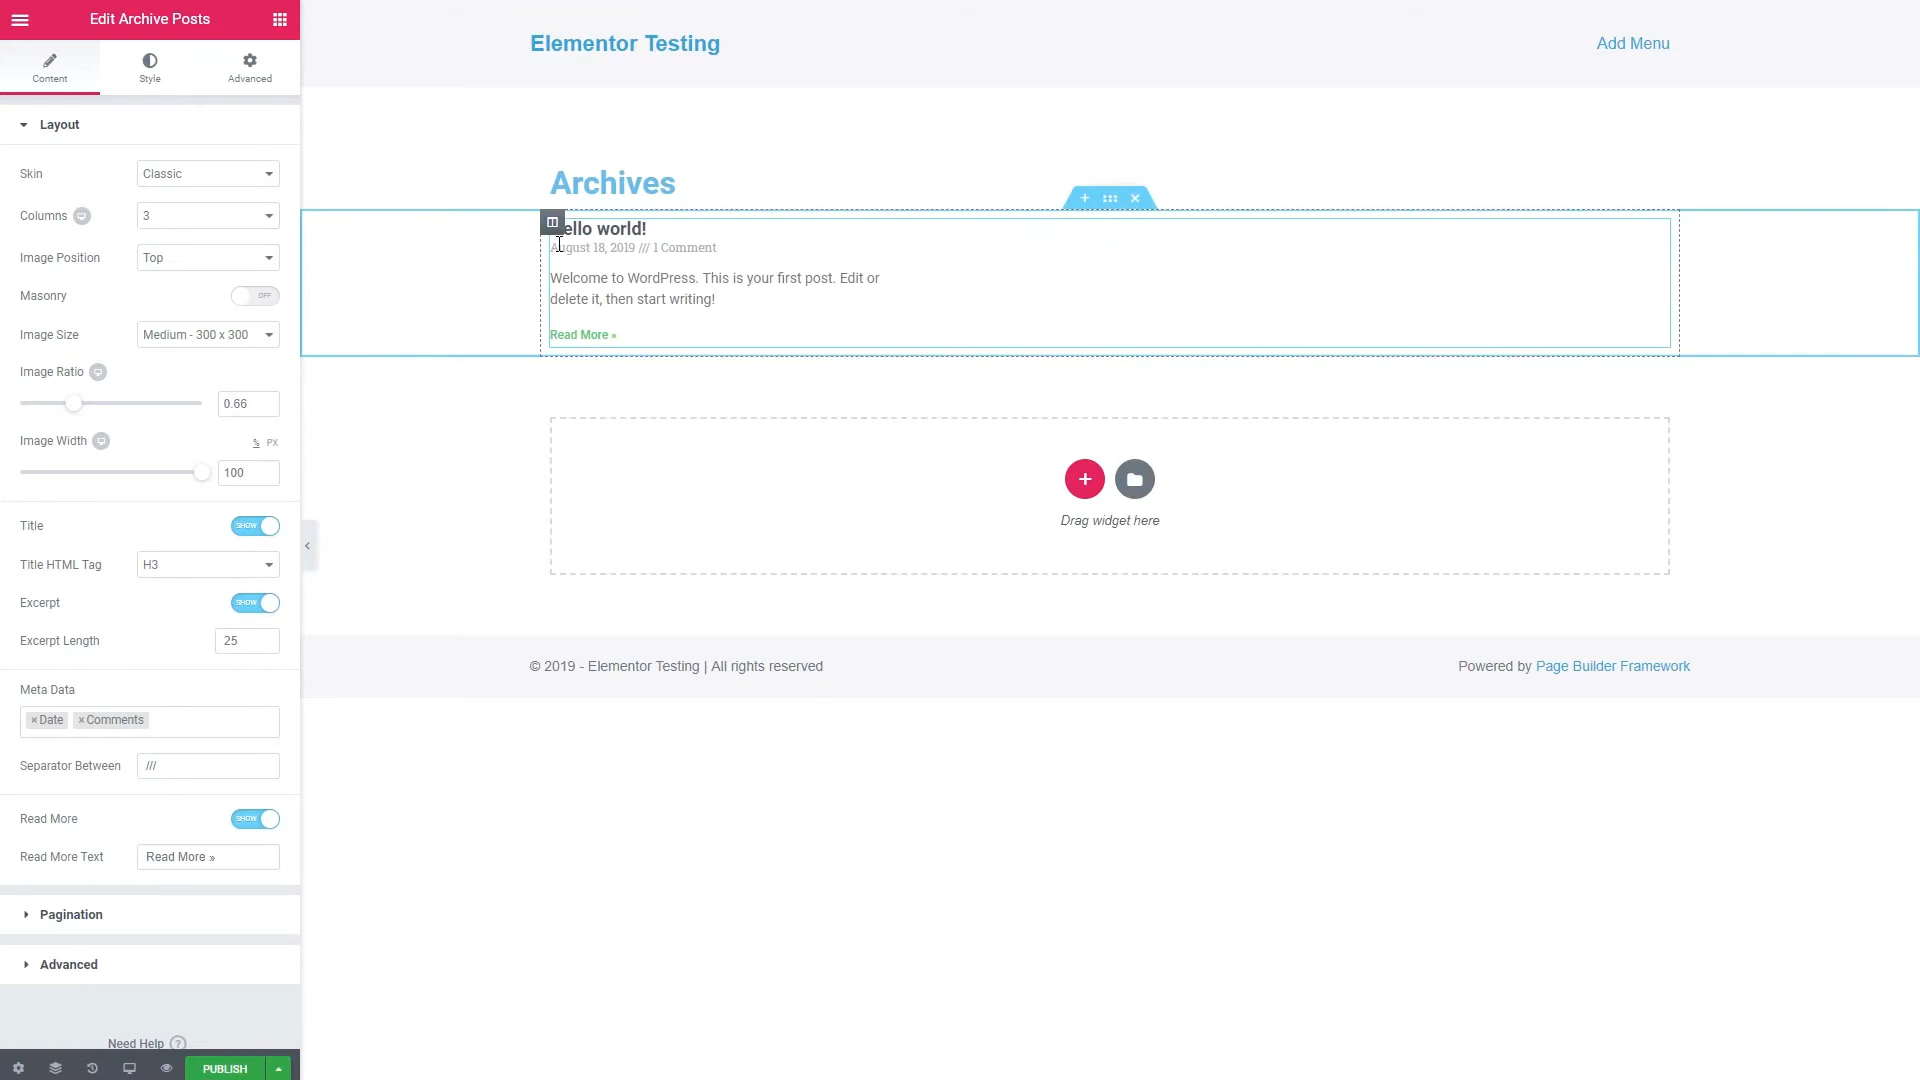 Edit Archive Posts
Content
Style
Advanced
Layout
Skin
Classic
Columns
3
Image Position
Top
Masonry
OFF
Image Size
Medium - 300 x 300
Image Ratio
0.66
Image Width
% PX
100
Title
SHOW
Title HTML Tag
H3
Excerpt
SHOW
Excerpt Length
25
Meta Data
×Date ×Comments
Separator Between
///
Read More
SHOW
Read More Text
Read More »
Pagination
Advanced
Need Help ?
PUBLISH
Elementor Testing
Add Menu
Archives
ello world!
August 18, 2019 /// 1 Comment
Welcome to WordPress. This is your first post. Edit or
delete it, then start writing!
Read More »
Drag widget here
© 2019 - Elementor Testing | All rights reserved
Powered by Page Builder Framework